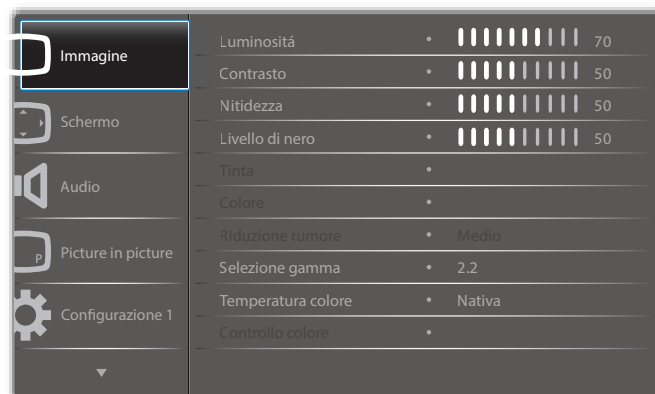 Immagine
Schermo
Audio
P
Picture in picture
Configurazione 1
Luminositá • 70
Contrasto • 50
Nitidezza • 50
Livello di nero • 50
Tinta •
Colore •
Riduzione rumore • Medio
Selezione gamma • 2.2
Temperatura colore • Nativa
Controllo colore •